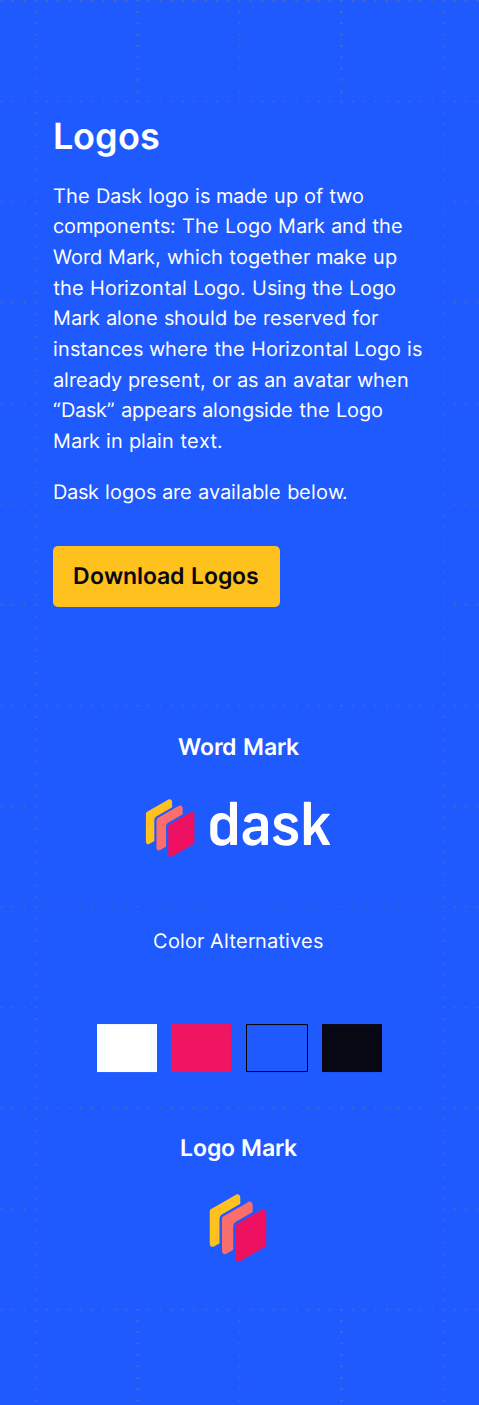 Logos
The Dask logo is made up of two
components: The Logo Mark and the
Word Mark, which together make up
the Horizontal Logo. Using the Logo
Mark alone should be reserved for
instances where the Horizontal Logo is
already present, or as an avatar when
“Dask” appears alongside the Logo
Mark in plain text.
Dask logos are available below.
Download Logos
Word Mark
dask
Color Alternatives
Logo Mark